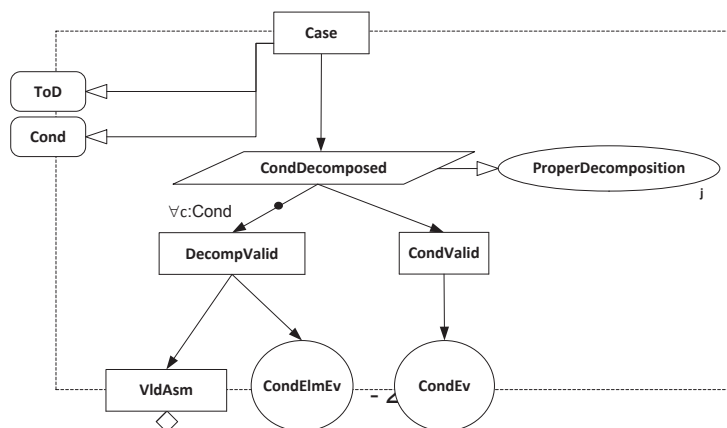 Case
ToD
Cond
CondDecomposed
ProperDecomposition
j
∀c:Cond
DecompValid
CondValid
VldAsm
CondElmEv
CondEv